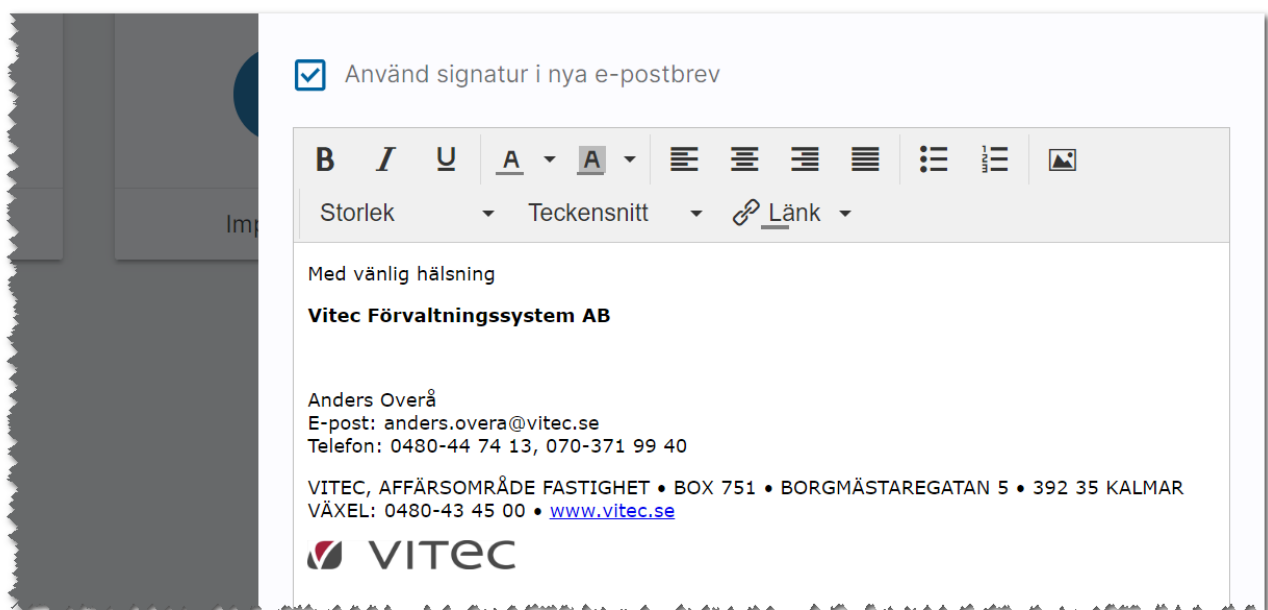 Använd signatur i nya e-postbrev
B I U A A
Storlek Teckensnitt Länk
Imp
Med vänlig hälsning
Vitec Förvaltningssystem AB
Anders Overå
E-post: anders.overa@vitec.se
Telefon: 0480-44 74 13, 070-371 99 40
VITEC, AFFÄRSOMRÅDE FASTIGHET • BOX 751 • BORGMÄSTAREGATAN 5 • 392 35 KALMAR
VÄXEL: 0480-43 45 00 • www.vitec.se
vitec